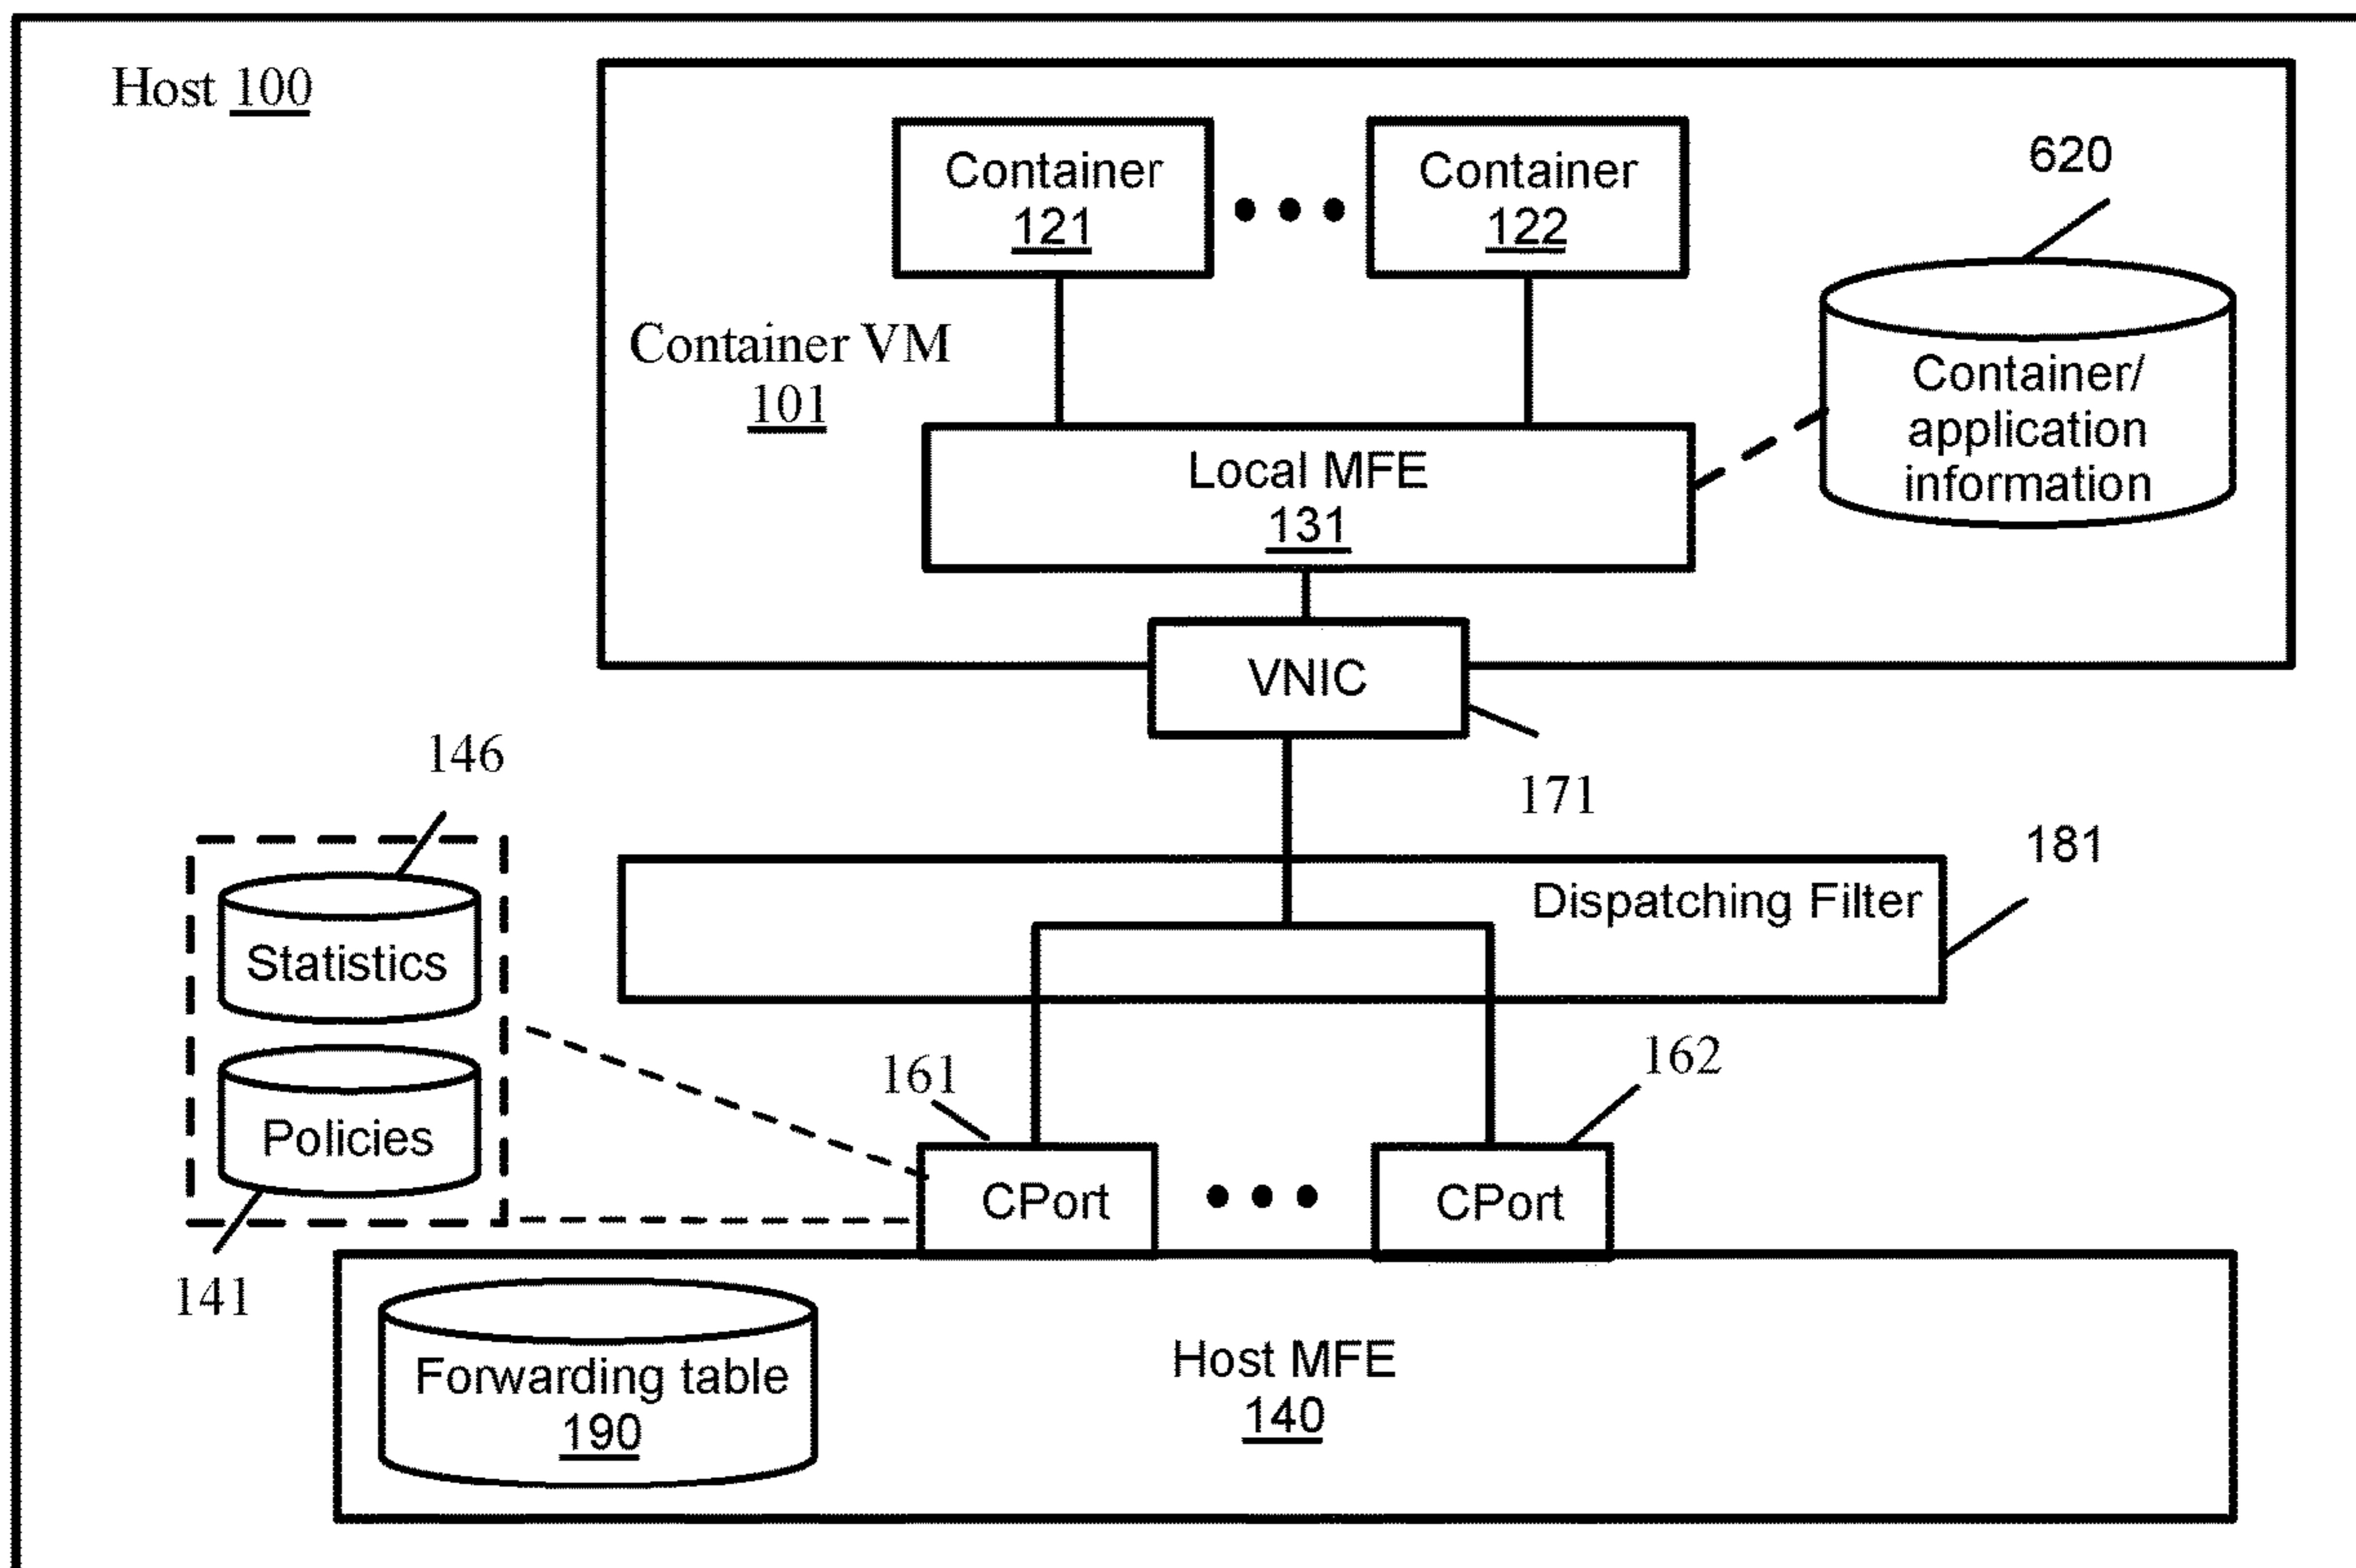 Host 100
Container
121
Container
122
620
Container VM
101
Container/
application
information
Local MFE
131
VNIC
171
146
181
Dispatching Filter
Statistics
161
162
Policies
CPort
CPort
141
Forwarding table
190
Host MFE
140